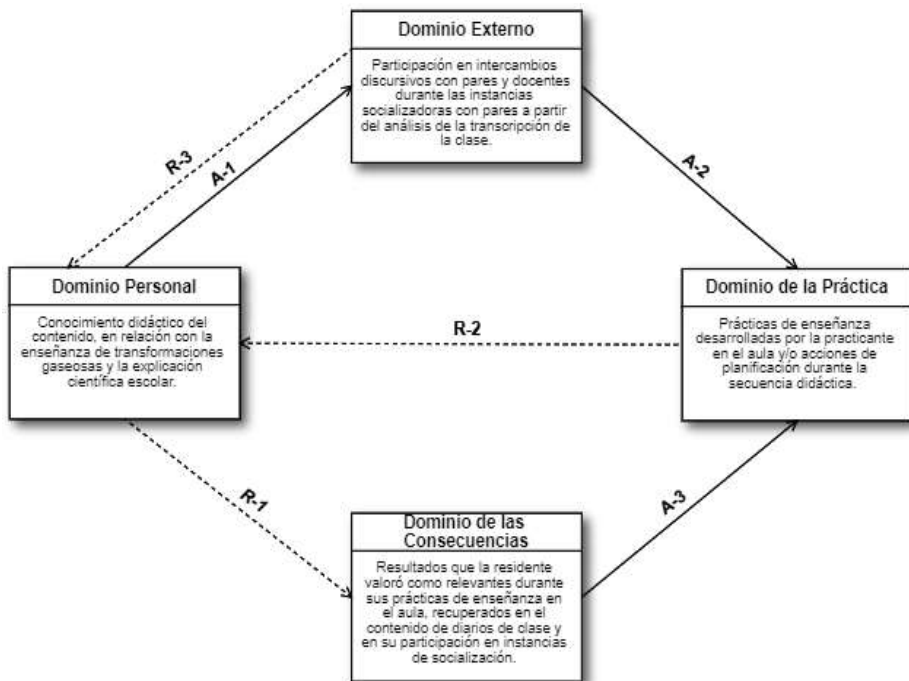 Dominio Externo
Participación en intercambios
discursivos con pares y docentes
durante las instancias
socializadoras con pares a partir
del análisis de la transcripción de
la clase.
R-3
A-1
A-2
Dominio Personal
Conocimiento didáctico del
contenido, en relación con la
enseñanza de transformaciones
gaseosas y la explicación
científica escolar.
R-2
Dominio de la Práctica
Prácticas de enseñanza
desarrolladas por la practicante
en el aula y/o acciones de
planificación durante la
secuencia didáctica.
R-1
A-3
Dominio de las
Consecuencias
Resultados que la residente
valoró como relevantes durante
sus prácticas de enseñanza en
el aula, recuperados en el
contenido de diarios de clase y
en su participación en instancias
de socialización.